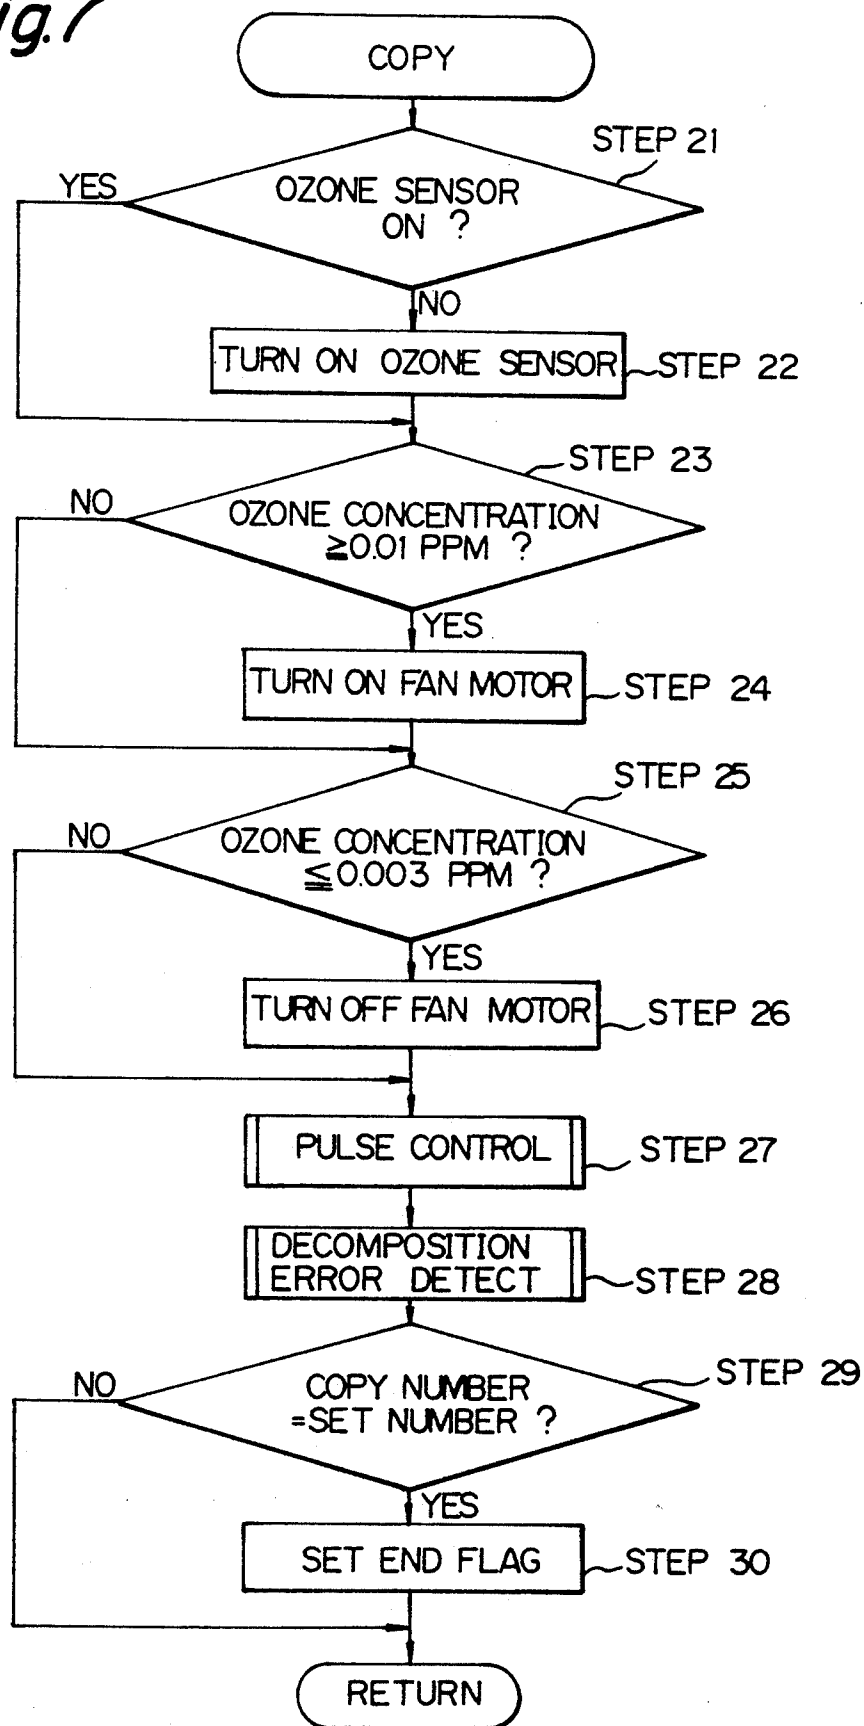 ig.7
COPY
STEP 21
YES
OZONE SENSOR
ON ?
NO
TURN ON OZONE SENSOR
STEP 22
STEP 23
NO
OZONE CONCENTRATION
≧0.01 PPM ?
YES
TURN ON FAN MOTOR
STEP 24
STEP 25
NO
OZONE CONCENTRATION
≦0.003 PPM ?
YES
TURN OFF FAN MOTOR
STEP 26
PULSE CONTROL
STEP 27
DECOMPOSITION
ERROR DETECT
STEP 28
STEP 29
NO
COPY NUMBER
=SET NUMBER ?
YES
SET END FLAG
STEP 30
RETURN